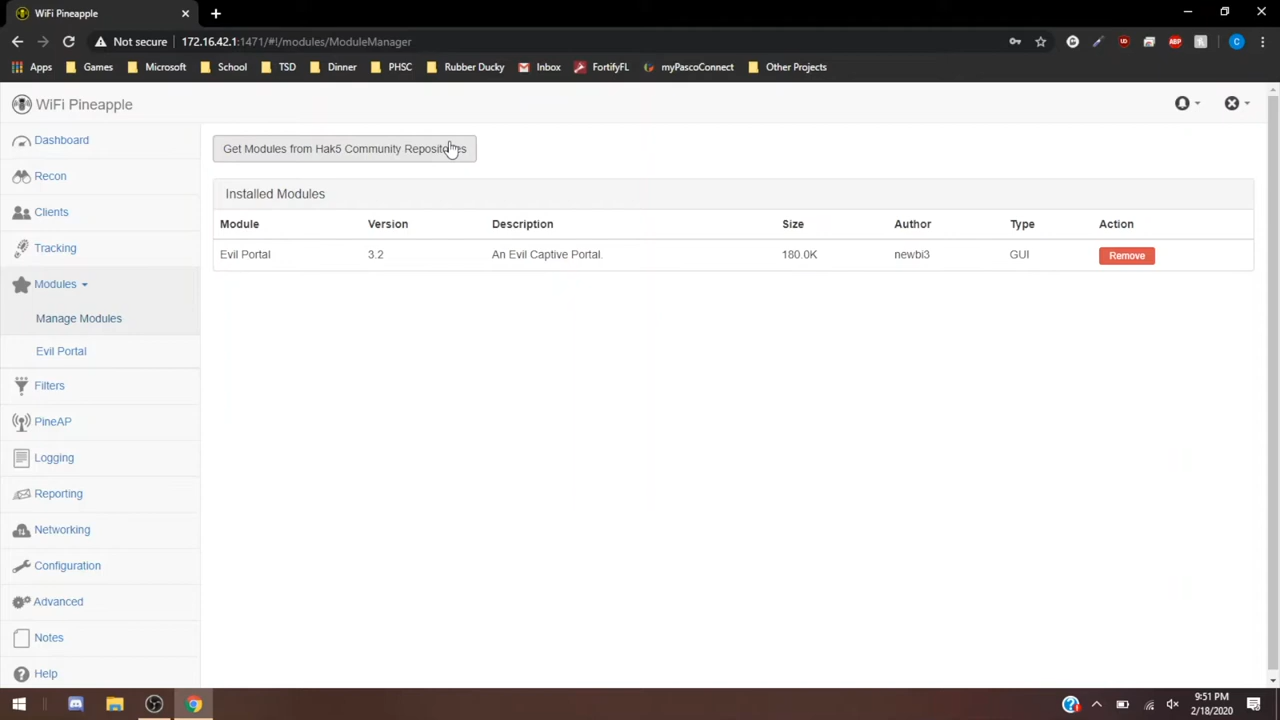 WiFi Pineapple
Not secure 172.16.42.1:1471/#!/modules/ModuleManager
Apps Games Microsoft School TSD Dinner PHSC Rubber Ducky Inbox FortifyFL myPascoConnect Other Projects
WiFi Pineapple
Dashboard
Recon
Clients
Tracking
Modules
Manage Modules
Evil Portal
Filters
PineAP
Logging
Reporting
Networking
Configuration
Advanced
Notes
Help
Get Modules from Hak5 Community Repositories
Installed Modules
Module Version Description Size Author Type Action
Evil Portal 3.2 An Evil Captive Portal. 180.0K newbi3 GUI Remove
9:51 PM
2/18/2020